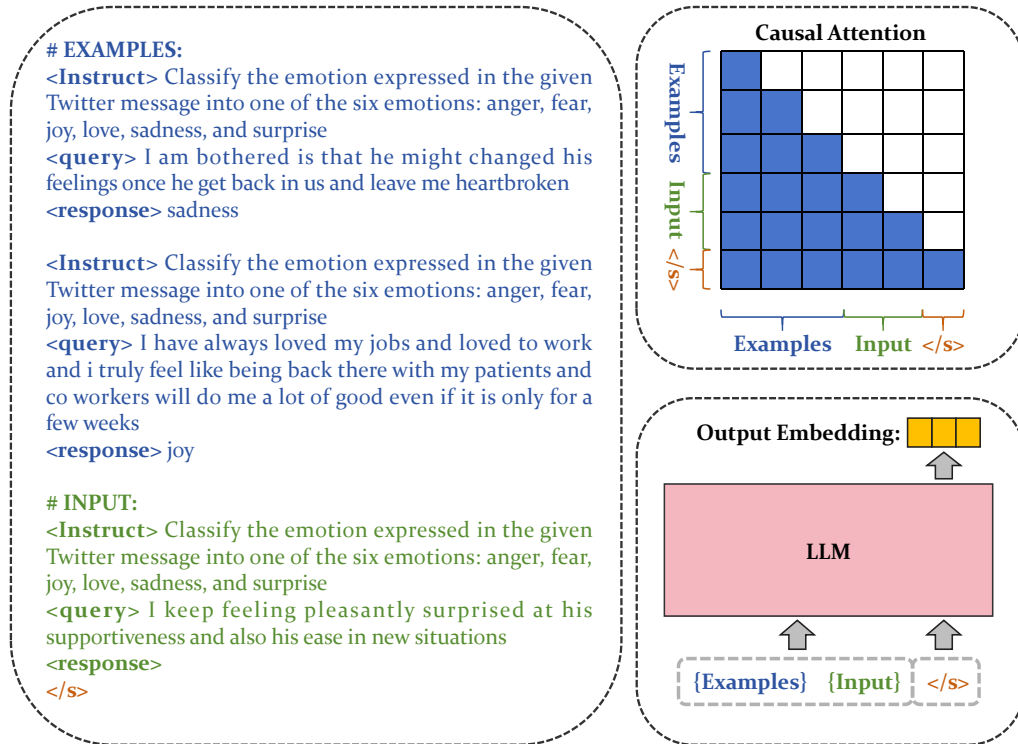 # EXAMPLES:
<Instruct> Classify the emotion expressed in the given
Twitter message into one of the six emotions: anger, fear,
joy, love, sadness, and surprise
<query> I am bothered is that he might changed his
feelings once he get back in us and leave me heartbroken
<response> sadness
<Instruct> Classify the emotion expressed in the given
Twitter message into one of the six emotions: anger, fear,
joy, love, sadness, and surprise
<query> I have always loved my jobs and loved to work
and i truly feel like being back there with my patients and
co workers will do me a lot of good even if it is only for a
few weeks
<response> joy
# INPUT:
<Instruct> Classify the emotion expressed in the given
Twitter message into one of the six emotions: anger, fear,
joy, love, sadness, and surprise
<query> I keep feeling pleasantly surprised at his
supportiveness and also his ease in new situations
<response>
</s>
Causal Attention
Examples
Input
</s>
Examples Input </s>
Output Embedding:
LLM
{Examples} {Input} </s>